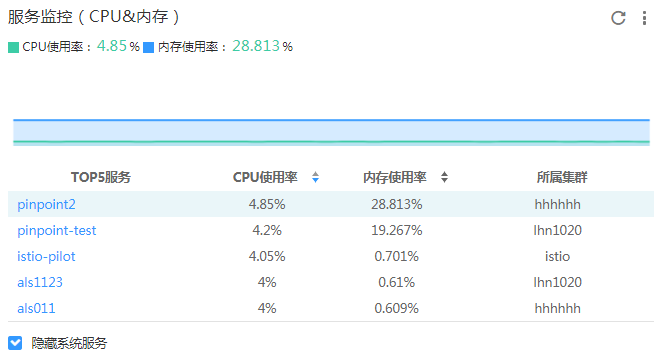 服务监控（CPU&内存）
CPU使用率：4.85% 内存使用率：28.813%
TOP5服务 CPU使用率 内存使用率 所属集群
pinpoint2 4.85% 28.813% hhhhhh
pinpoint-test 4.2% 19.267% lhn1020
istio-pilot 4.05% 0.701% istio
als1123 4% 0.61% lhn1020
als011 4% 0.609% hhhhhh
隐藏系统服务